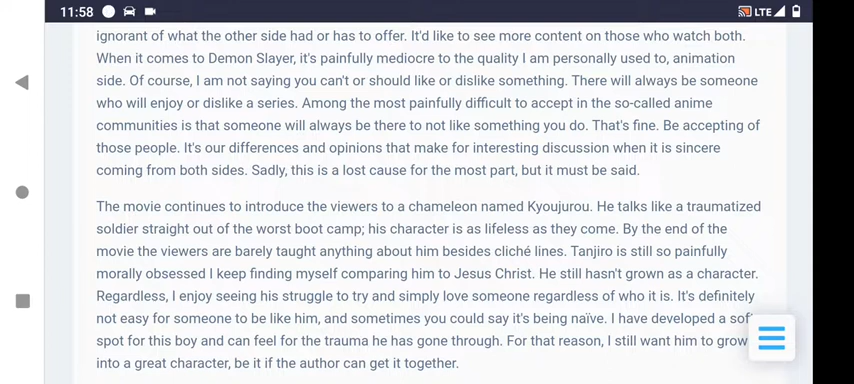 11:58
LTE
ignorant of what the other side had or has to offer. It'd like to see more content on those who watch both.
When it comes to Demon Slayer, it's painfully mediocre to the quality I am personally used to, animation
side. Of course, I am not saying you can't or should like or dislike something. There will always be someone
who will enjoy or dislike a series. Among the most painfully difficult to accept in the so-called anime
communities is that someone will always be there to not like something you do. That's fine. Be accepting of
those people. It's our differences and opinions that make for interesting discussion when it is sincere
coming from both sides. Sadly, this is a lost cause for the most part, but it must be said.
The movie continues to introduce the viewers to a chameleon named Kyoujurou. He talks like a traumatized
soldier straight out of the worst boot camp; his character is as lifeless as they come. By the end of the
movie the viewers are barely taught anything about him besides cliché lines. Tanjiro is still so painfully
morally obsessed I keep finding myself comparing him to Jesus Christ. He still hasn't grown as a character.
Regardless, I enjoy seeing his struggle to try and simply love someone regardless of who it is. It's definitely
not easy for someone to be like him, and sometimes you could say it's being naïve. I have developed a soft
spot for this boy and can feel for the trauma he has gone through. For that reason, I still want him to grow
into a great character, be it if the author can get it together.